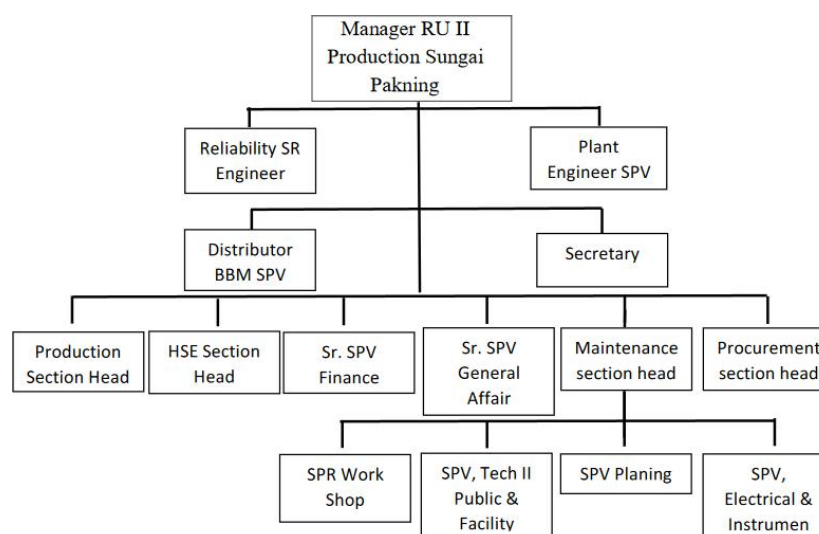 Manager RU II
Production Sungai
Pakning
Reliability SR
Engineer
Plant
Engineer SPV
Distributor
BBM SPV
Secretary
Production
Section Head
HSE Section
Head
Sr. SPV
Finance
Sr. SPV
General
Affair
Maintenance
section head
Procurement
section head
SPR Work
Shop
SPV, Tech II
Public &
Facility
SPV Planing
SPV,
Electrical &
Instrumen